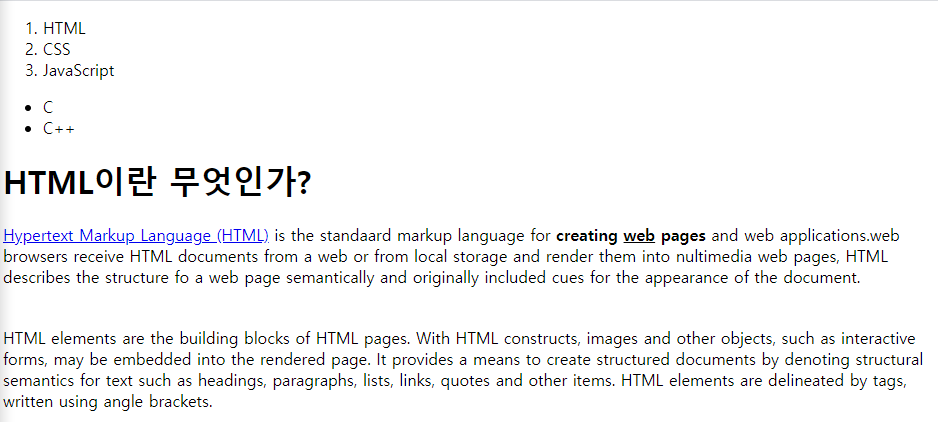 1. HTML
2. CSS
3. JavaScript
• C
• C++
HTML이란 무엇인가?
Hypertext Markup Language (HTML) is the standaard markup language for creating web pages and web applications.web
browsers receive HTML documents from a web or from local storage and render them into nultimedia web pages, HTML
describes the structure fo a web page semantically and originally included cues for the appearance of the document.
HTML elements are the building blocks of HTML pages. With HTML constructs, images and other objects, such as interactive
forms, may be embedded into the rendered page. It provides a means to create structured documents by denoting structural
semantics for text such as headings, paragraphs, lists, links, quotes and other items. HTML elements are delineated by tags,
written using angle brackets.